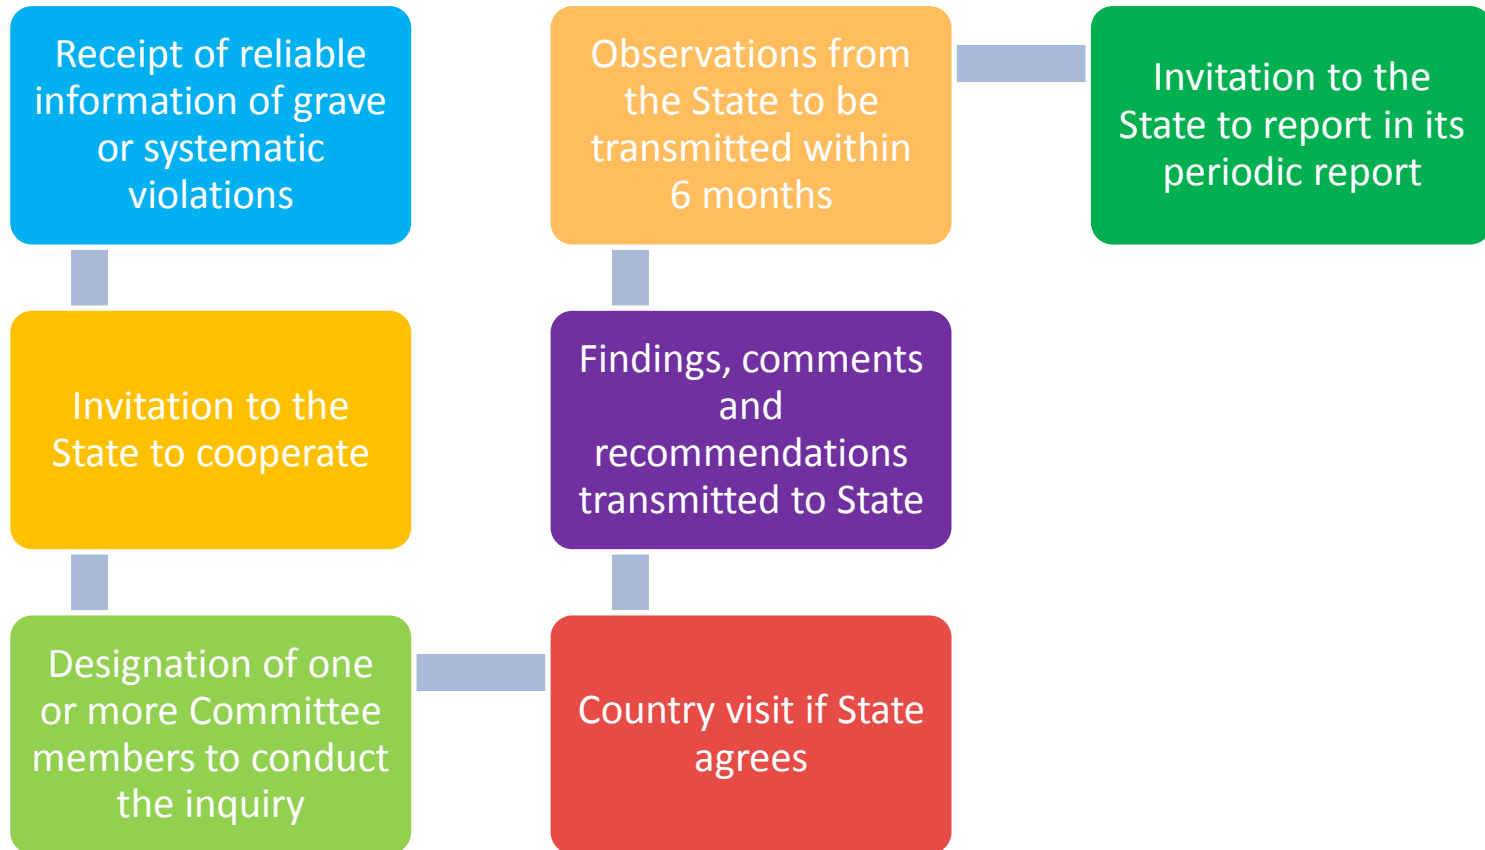 Receipt of reliable
information of grave
or systematic
violations
Invitation to the
State to cooperate
Designation of one
or more Committee
members to conduct
the inquiry
Country visit if State
agrees
Findings, comments
and
recommendations
transmitted to State
Observations from
the State to be
transmitted within
6 months
Invitation to the
State to report in its
periodic report